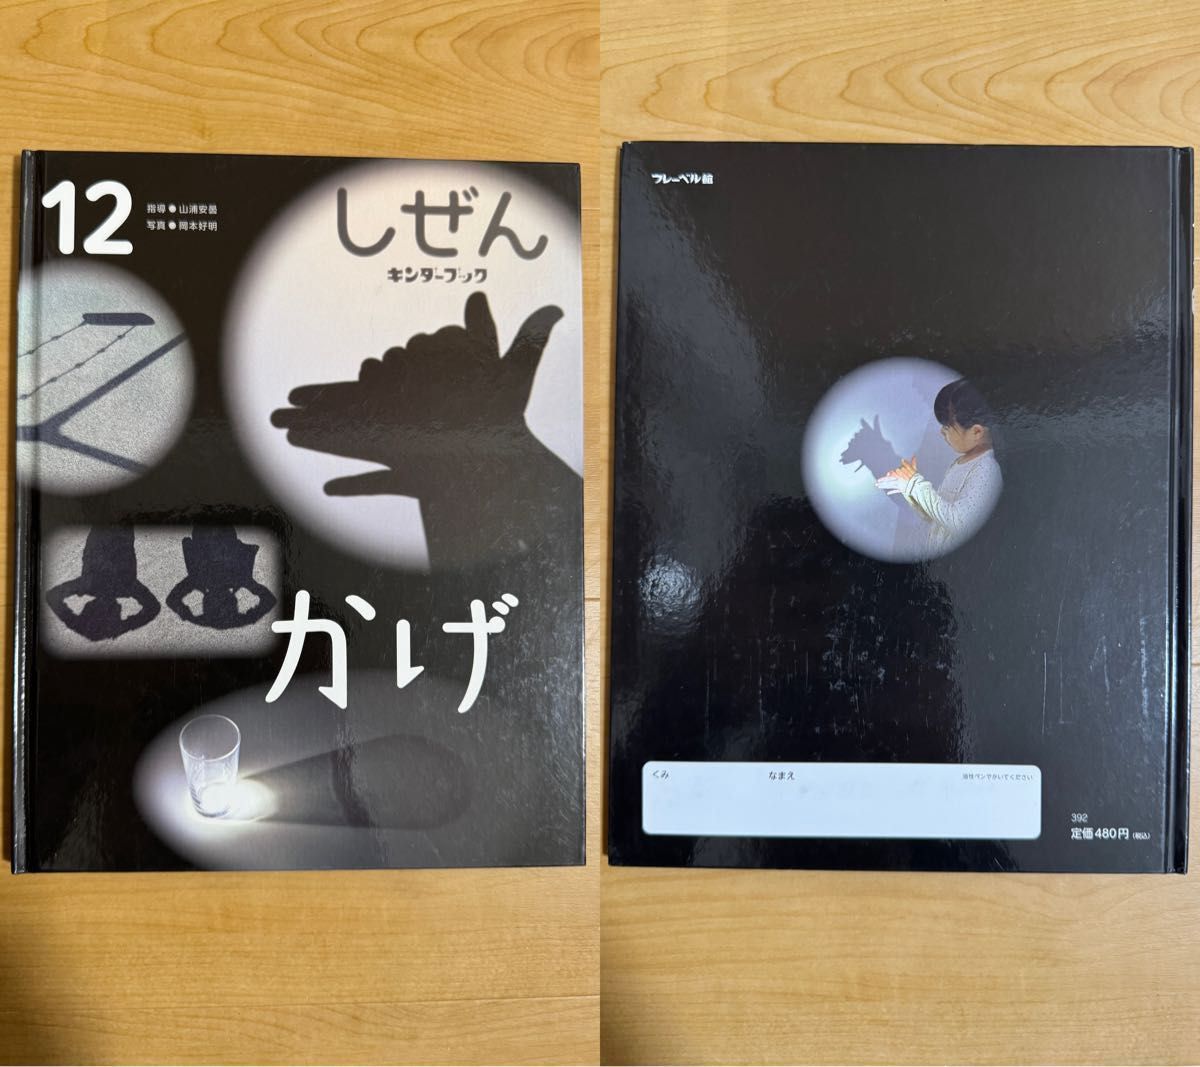 12
指導●山浦安曇
写真●岡本好明
しぜん
キンダーブック
かげ
フレーベル館
くみ なまえ 油性ペンでかいてください
392
定価480円(税込)